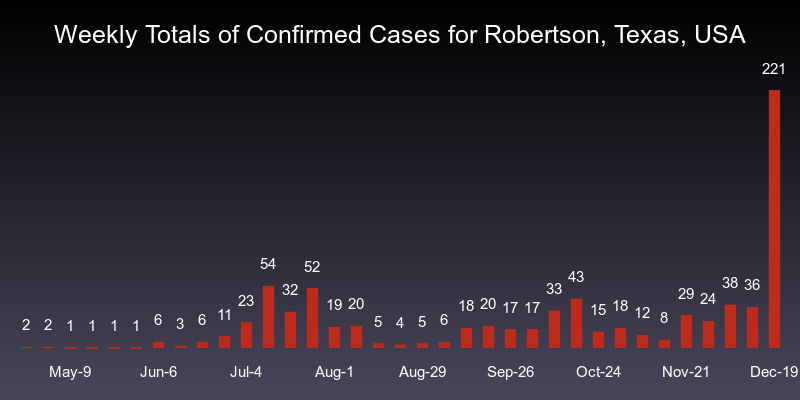 Weekly Totals of Confirmed Cases for Robertson, Texas, USA
221
54
52
43
38
36
32
33
29
23
24
19 20
18 20 17 17
15 18
12
11
8
2 2 1 1 1 1
6 3 6
5 4 5 6
May-9 Jun-6 Jul-4 Aug-1 Aug-29 Sep-26 Oct-24 Nov-21 Dec-19